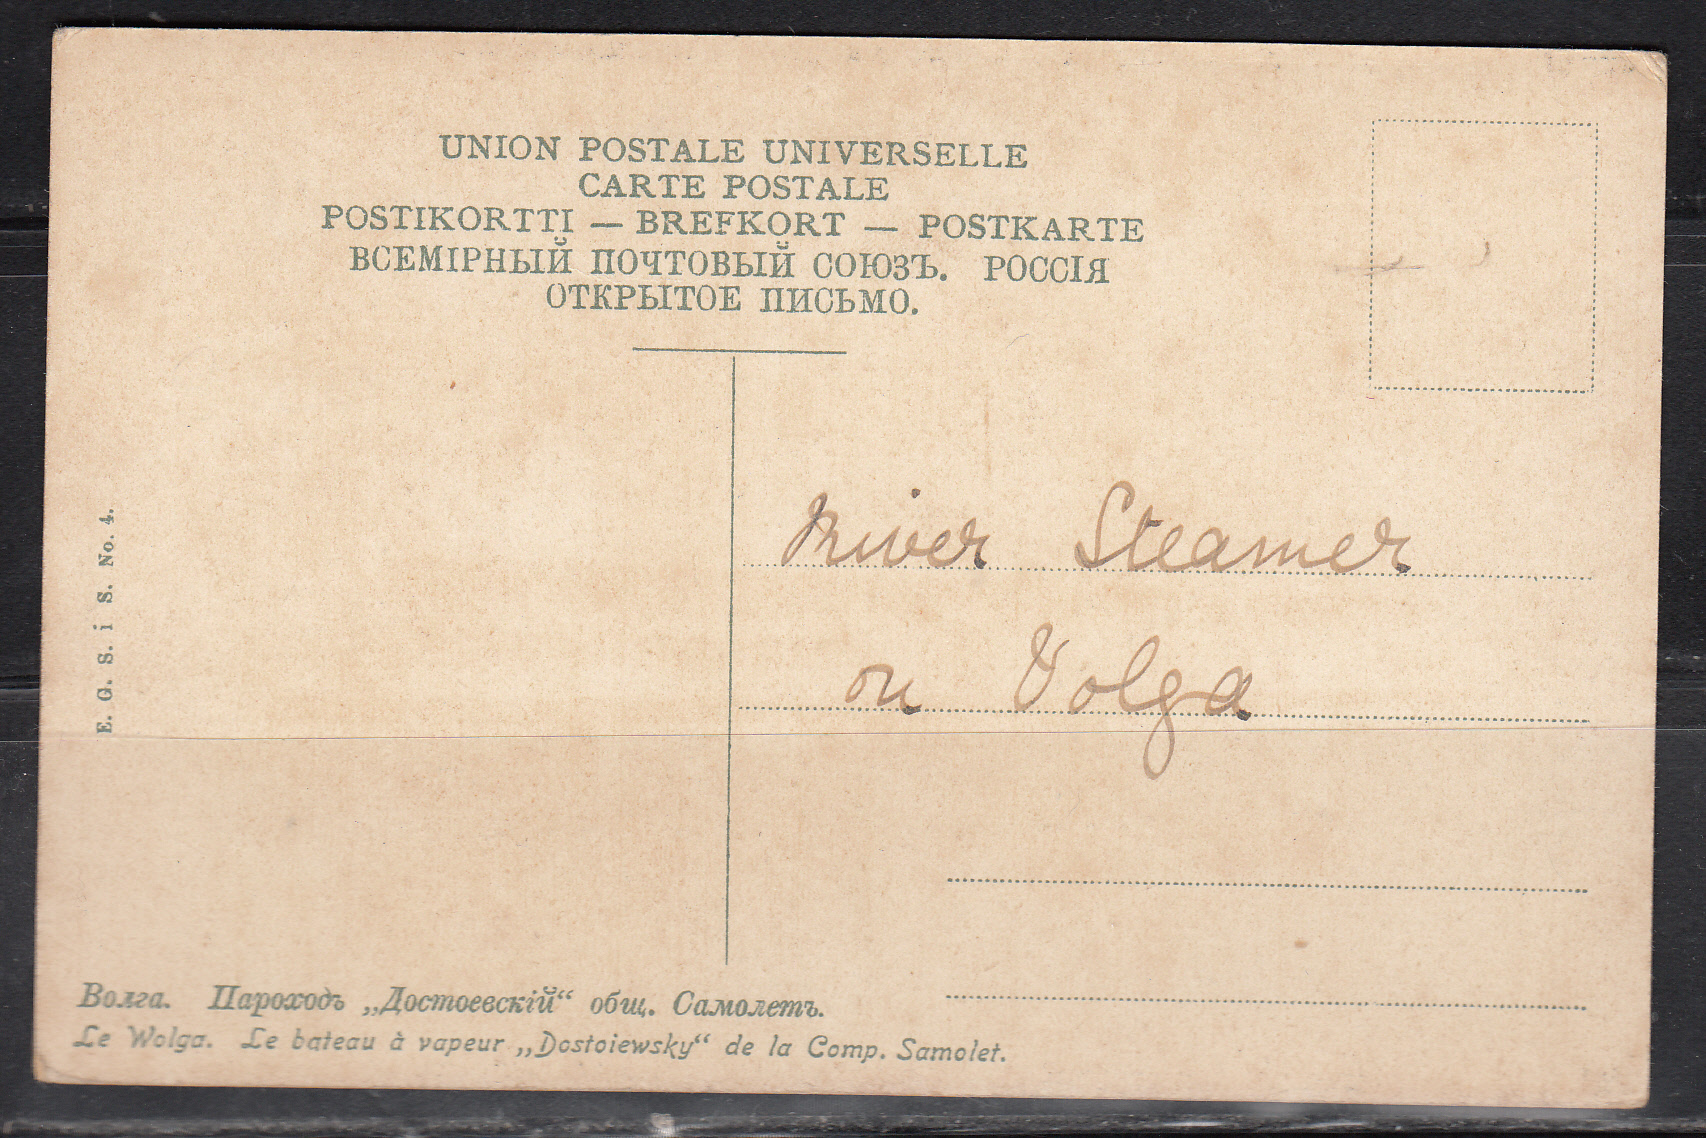 UNION POSTALE UNIVERSELLE
CARTE POSTALE
POSTIKORTTI — BREFKORT — POSTKARTE
ВСЕМІРНЫЙ ПОЧТОВЫЙ СОЮЗЪ. РОССІЯ
ОТКРЫТОЕ ПИСЬМО.
E. G. S. i S. No. 4.
River Steamer
on Volga
Волга. Пароходъ „Достоевскій“ общ. Самолетъ.
Le Wolga. Le bateau à vapeur „Dostoiewsky“ de la Comp. Samolet.